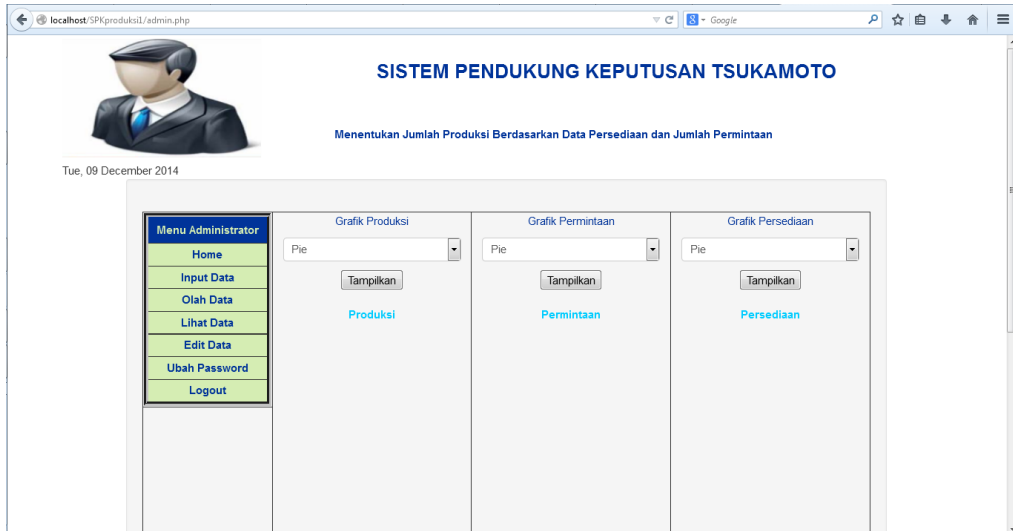 localhost/SPKproduksi1/admin.php
Google
SISTEM PENDUKUNG KEPUTUSAN TSUKAMOTO
Menentukan Jumlah Produksi Berdasarkan Data Persediaan dan Jumlah Permintaan
Tue, 09 December 2014
Menu Administrator
Home
Input Data
Olah Data
Lihat Data
Edit Data
Ubah Password
Logout
Grafik Produksi
Pie
Tampilkan
Produksi
Grafik Permintaan
Pie
Tampilkan
Permintaan
Grafik Persediaan
Pie
Tampilkan
Persediaan